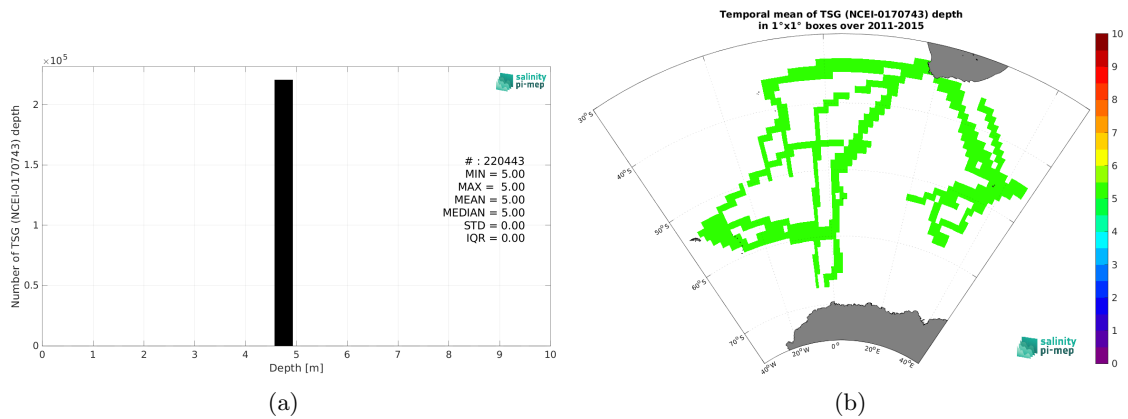 ×10⁵
Number of TSG (NCEI-0170743) depth
2
1.5
1
0.5
0
salinity
pi-mep
# : 220443
MIN = 5.00
MAX = 5.00
MEAN = 5.00
MEDIAN = 5.00
STD = 0.00
IQR = 0.00
0 1 2 3 4 5 6 7 8 9 10
Depth [m]
(a)
Temporal mean of TSG (NCEI-0170743) depth
in 1°x1° boxes over 2011-2015
30°S
40°S
50°S
60°S
70°S
40°W
20°W
0°
20°E
40°E
10
9
8
7
6
5
4
3
2
1
0
salinity
pi-mep
(b)